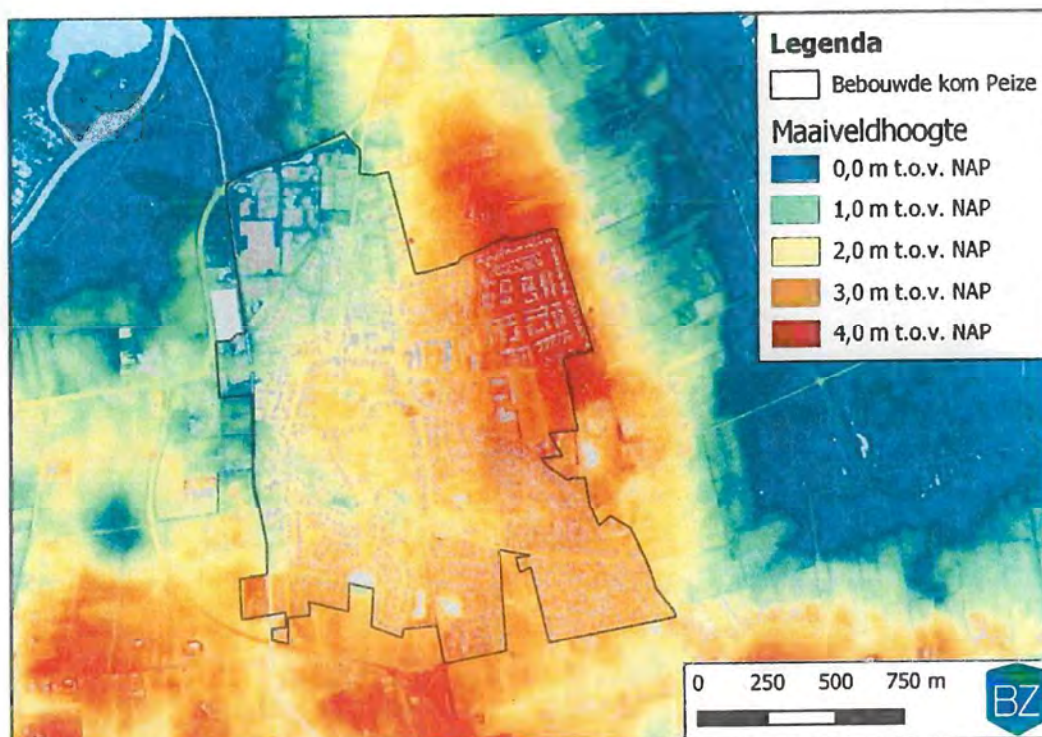 Legenda
Bebouwde kom Peize
Maaiveldhoogte
0,0 m t.o.v. NAP
1,0 m t.o.v. NAP
2,0 m t.o.v. NAP
3,0 m t.o.v. NAP
4,0 m t.o.v. NAP
0 250 500 750 m
BZ